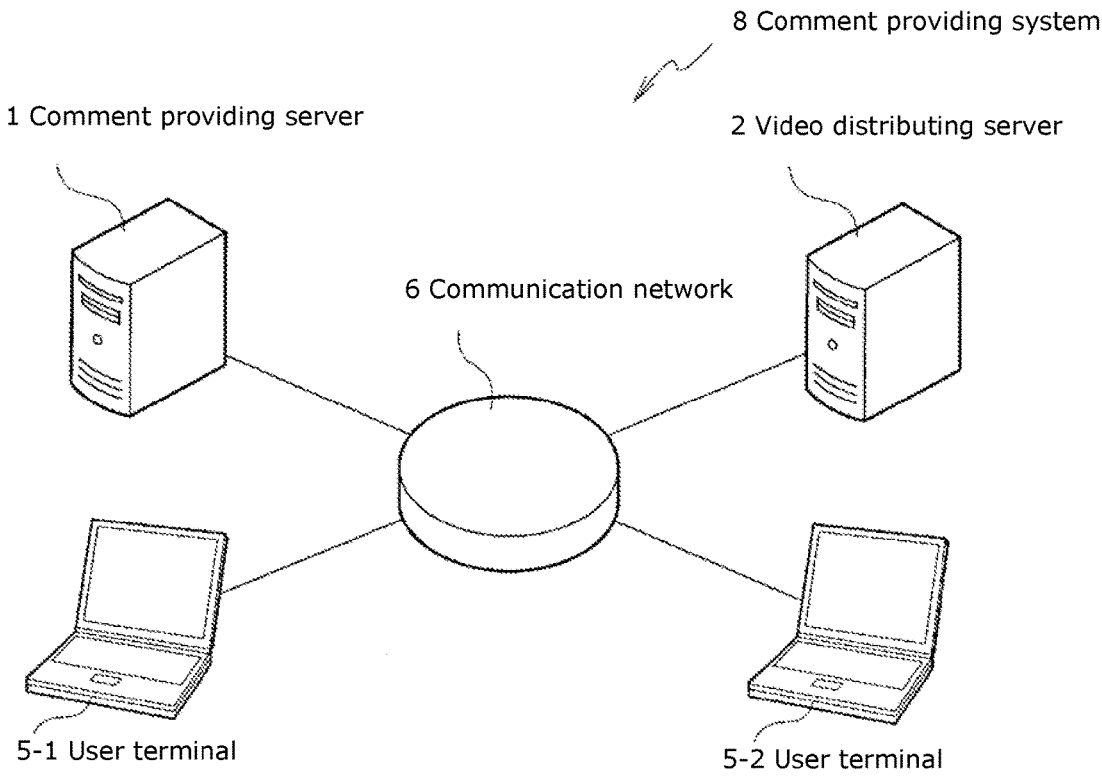 8 Comment providing system
1 Comment providing server
2 Video distributing server
6 Communication network
5-1 User terminal
5-2 User terminal